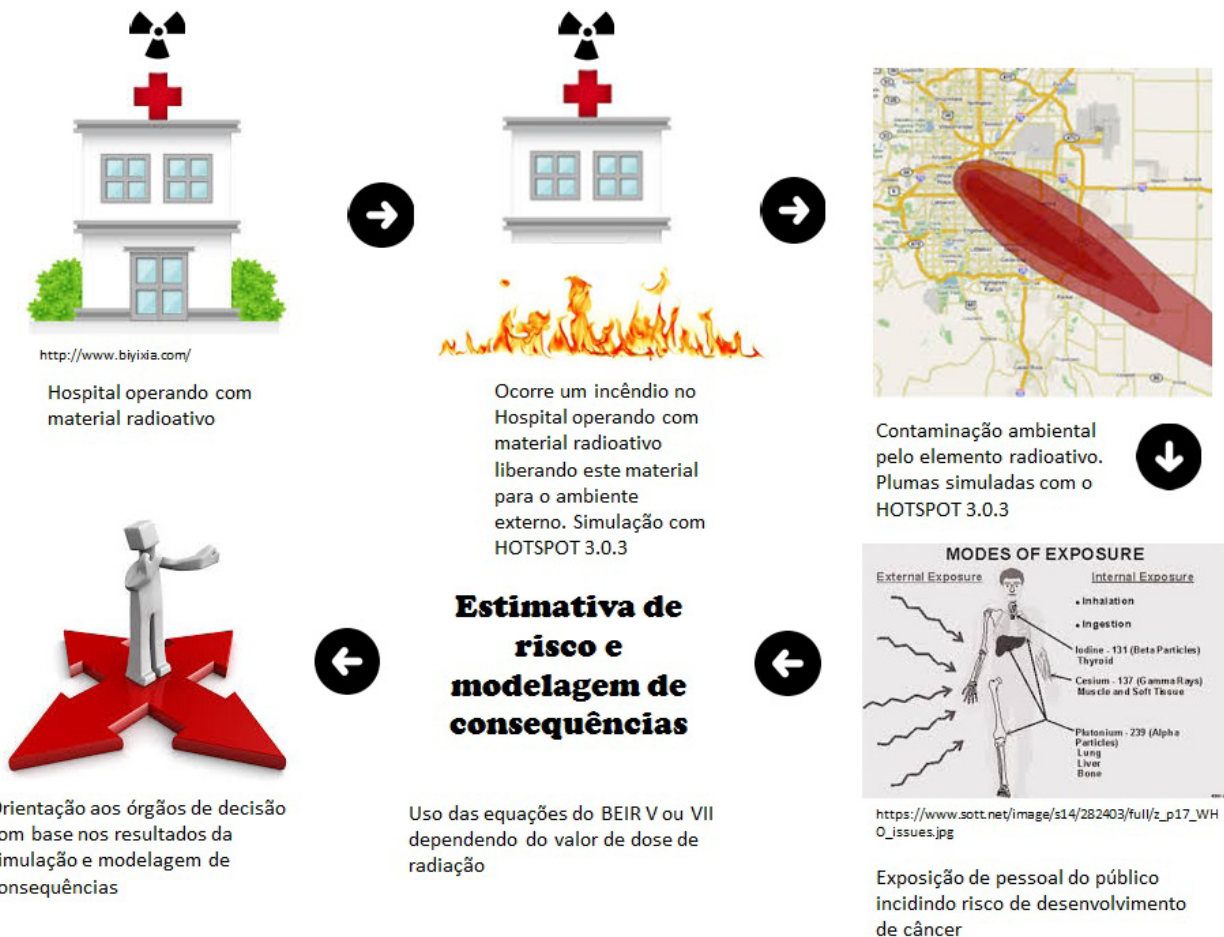 http://www.biyixia.com/
Hospital operando com
material radioativo
Ocorre um incêndio no
Hospital operando com
material radioativo
liberando este material
para o ambiente
externo. Simulação com
HOTSPOT 3.0.3
Contaminação ambiental
pelo elemento radioativo.
Plumas simuladas com o
HOTSPOT 3.0.3
MODES OF EXPOSURE
External Exposure
Internal Exposure
• Inhalation
• Ingestion
Iodine - 131 (Beta Particles)
Thyroid
Cesium - 137 (Gamma Rays)
Muscle and Soft Tissue
Plutonium - 239 (Alpha
Particles)
Lung
Liver
Bone
https://www.sott.net/image/s14/282403/full/z_p17_WH
O_issues.jpg
Exposição de pessoal do público
incidindo risco de desenvolvimento
de câncer
Estimativa de
risco e
modelagem de
consequências
Uso das equações do BEIR V ou VII
dependendo do valor de dose de
radiação
Orientação aos órgãos de decisão
com base nos resultados da
simulação e modelagem de
consequências